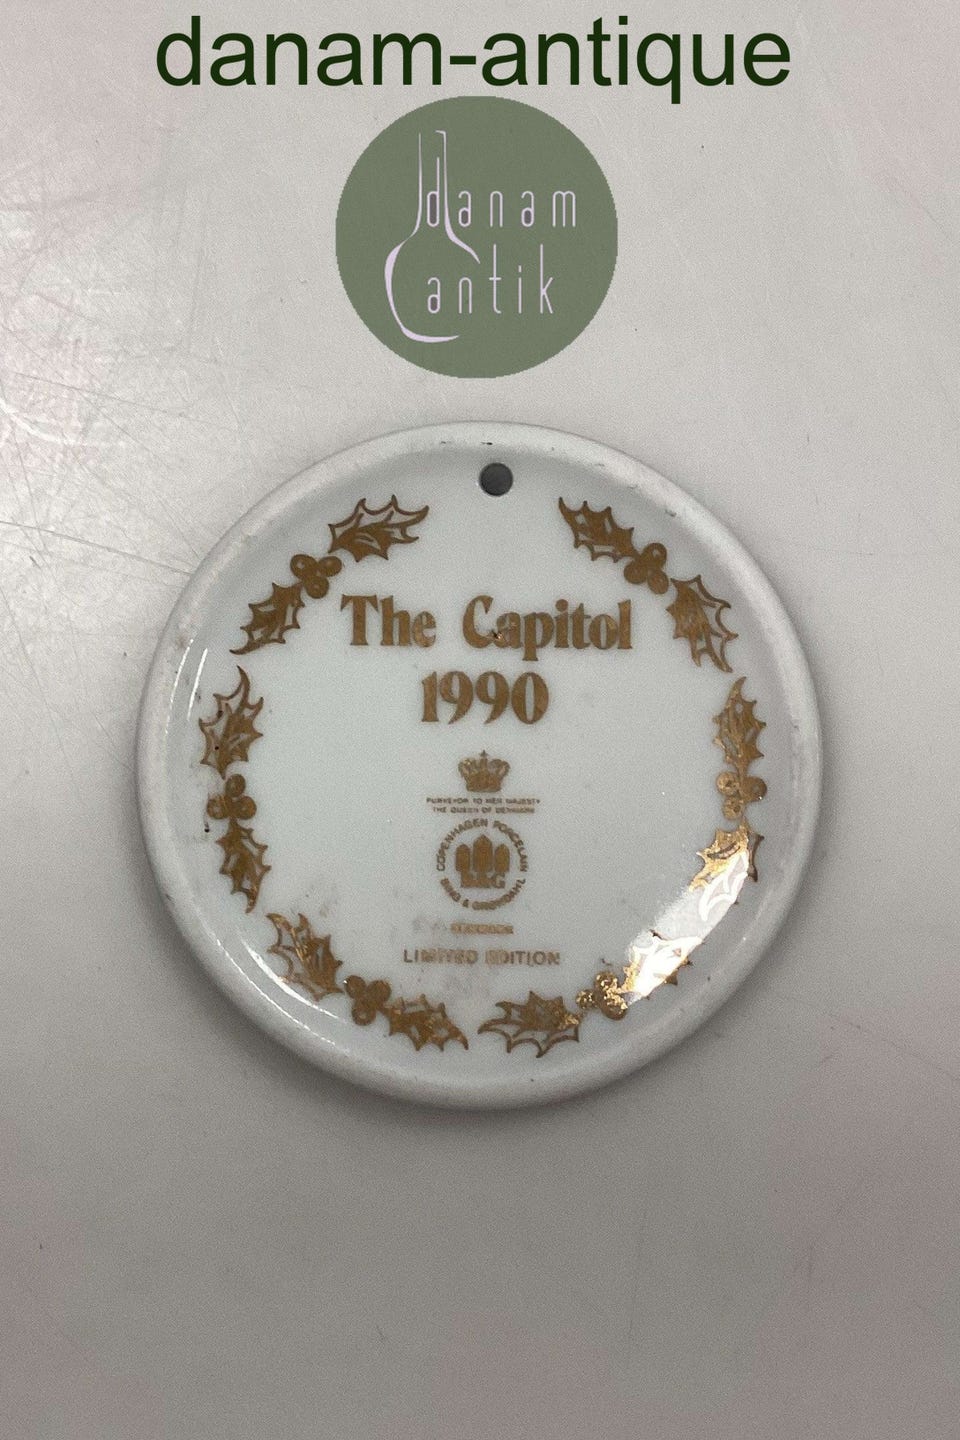 danam-antique
danam
antik
The Capitol
1990
PURVEYOR TO HER MAJESTY
THE QUEEN OF DENMARK
COPENHAGEN PORCELAIN
BING & GRØNDAHL
B&G
DENMARK
LIMITED EDITION